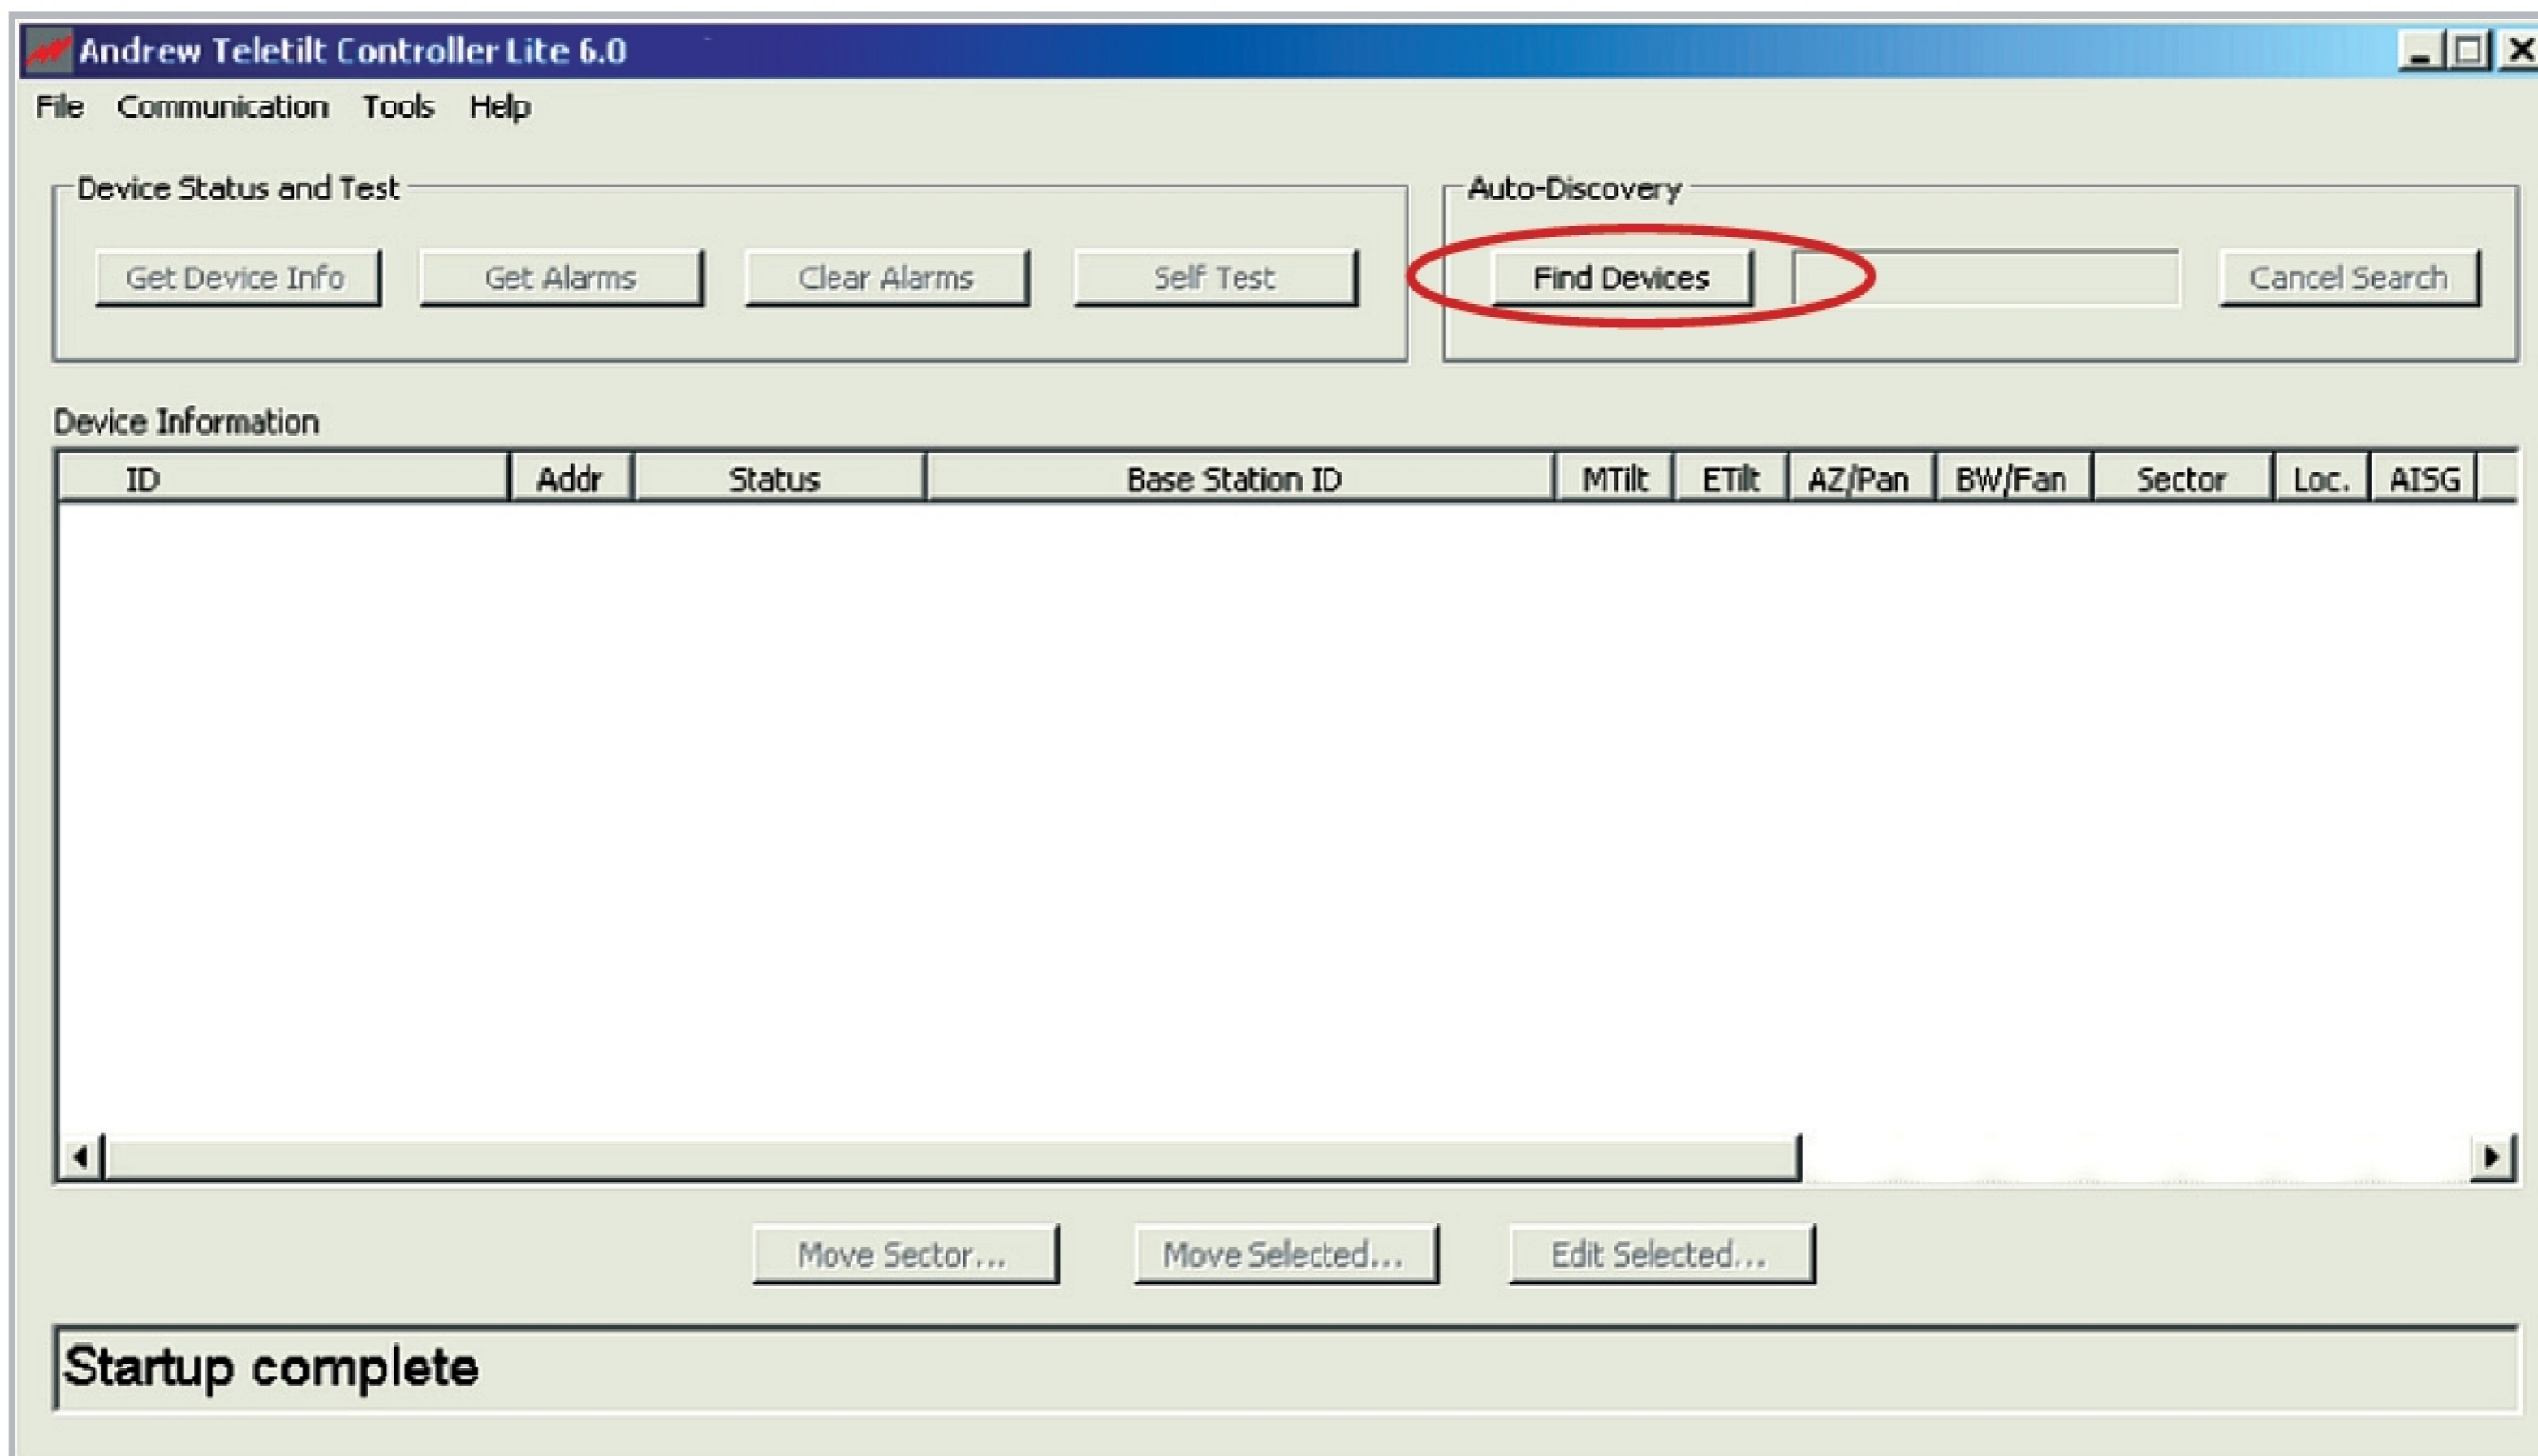 Andrew Teletilt Controller Lite 6.0
File Communication Tools Help
Device Status and Test Auto-Discovery
Get Device Info Get Alarms Clear Alarms Self Test Find Devices Cancel Search
Device Information
ID Addr Status Base Station ID MTilt ETilt AZ/Pan BW/Fan Sector Loc. AISG
Move Sector... Move Selected... Edit Selected...
Startup complete